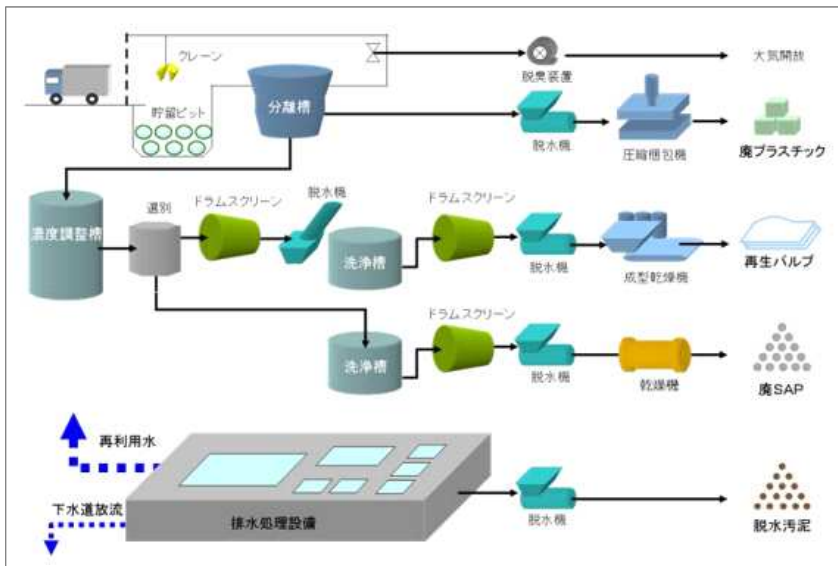 クレーン
貯留ピット
分離槽
脱臭装置
大気開放
脱水機
圧縮梱包機
廃プラスチック
濃度調整槽
選別
ドラムスクリーン
脱水機
洗浄槽
ドラムスクリーン
脱水機
成型乾燥機
再生パルプ
洗浄槽
ドラムスクリーン
脱水機
乾燥機
廃SAP
再利用水
下水道放流
排水処理設備
脱水機
脱水汚泥